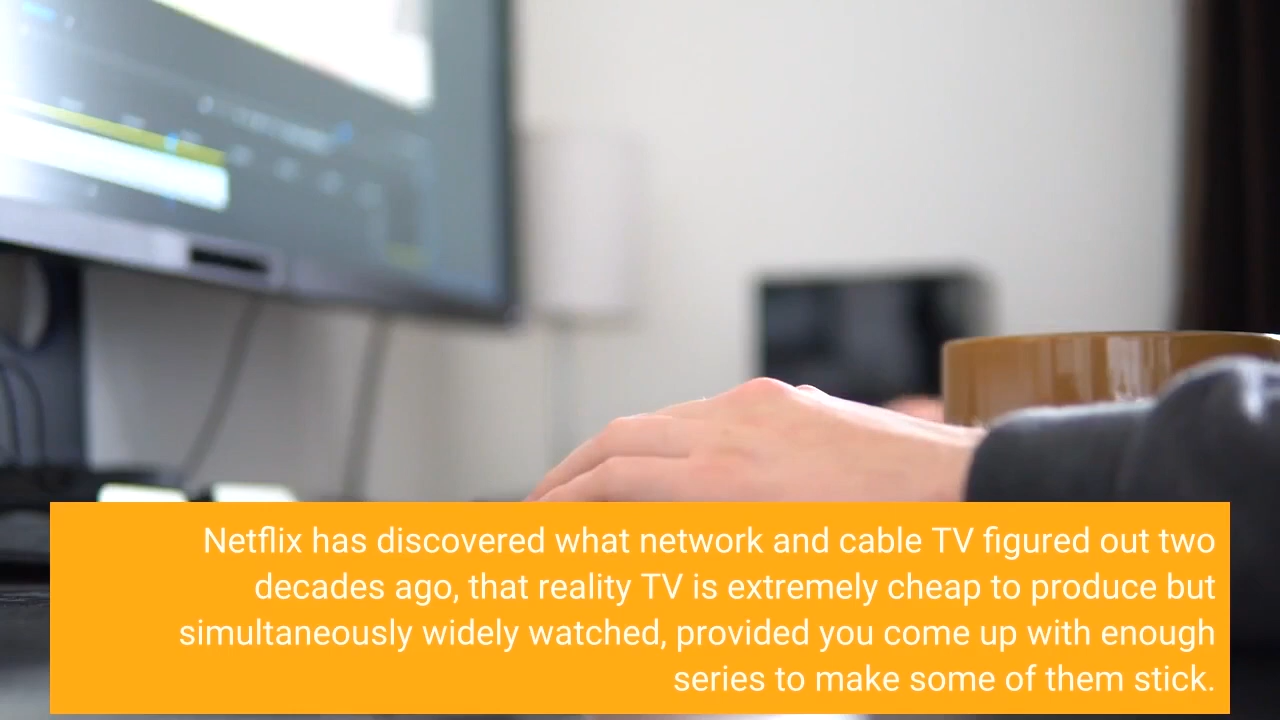 Netflix has discovered what network and cable TV figured out two
decades ago, that reality TV is extremely cheap to produce but
simultaneously widely watched, provided you come up with enough
series to make some of them stick.